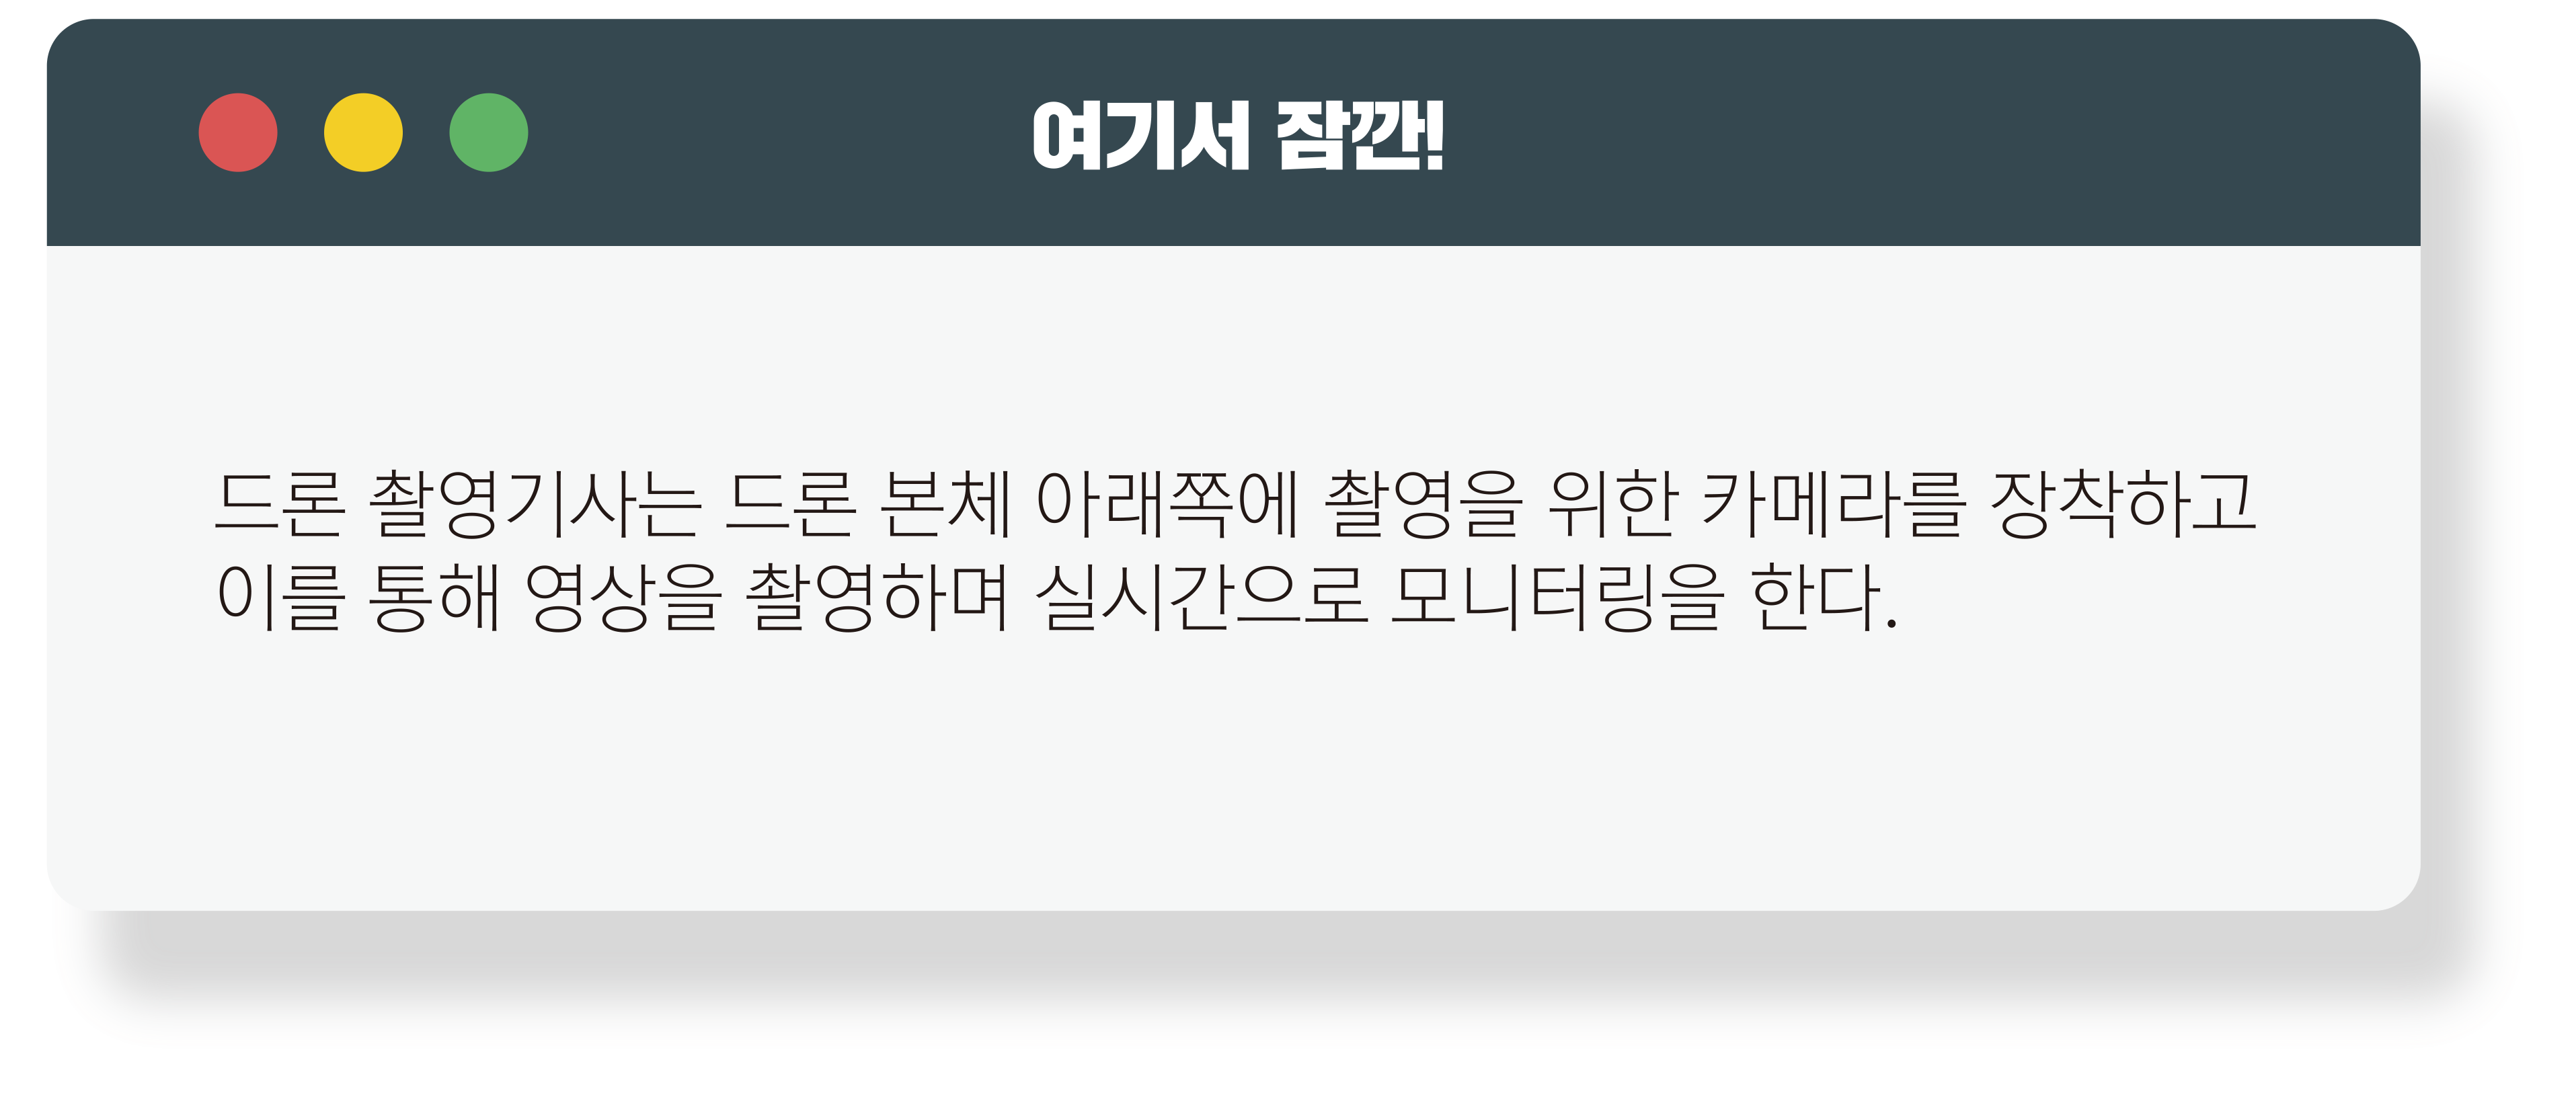 여기서 잠깐!
드론 촬영기사는 드론 본체 아래쪽에 촬영을 위한 카메라를 장착하고
이를 통해 영상을 촬영하며 실시간으로 모니터링을 한다.